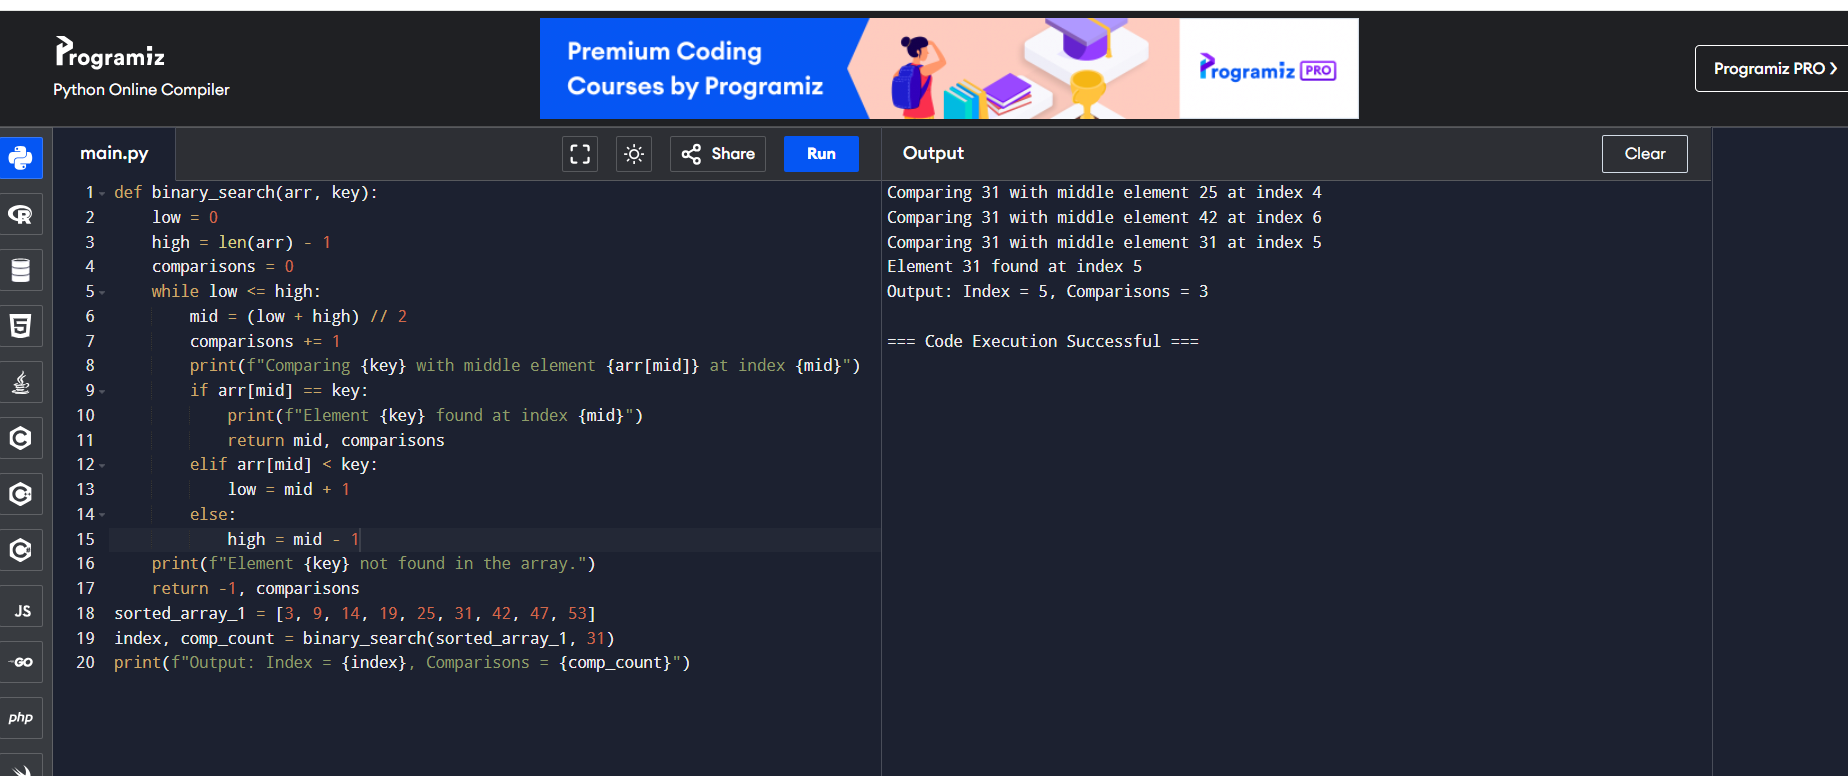 Programiz
Python Online Compiler
Premium Coding
Courses by Programiz
Programiz PRO
Programiz PRO
main.py
Share
Run
Output
Clear
1 def binary_search(arr, key):
2     low = 0
3     high = len(arr) - 1
4     comparisons = 0
5     while low <= high:
6         mid = (low + high) // 2
7         comparisons += 1
8         print(f"Comparing {key} with middle element {arr[mid]} at index {mid}")
9         if arr[mid] == key:
10             print(f"Element {key} found at index {mid}")
11             return mid, comparisons
12         elif arr[mid] < key:
13             low = mid + 1
14         else:
15             high = mid - 1
16     print(f"Element {key} not found in the array.")
17     return -1, comparisons
18 sorted_array_1 = [3, 9, 14, 19, 25, 31, 42, 47, 53]
19 index, comp_count = binary_search(sorted_array_1, 31)
20 print(f"Output: Index = {index}, Comparisons = {comp_count}")
Comparing 31 with middle element 25 at index 4
Comparing 31 with middle element 42 at index 6
Comparing 31 with middle element 31 at index 5
Element 31 found at index 5
Output: Index = 5, Comparisons = 3
=== Code Execution Successful ===
R
5
C
C
C
JS
GO
php